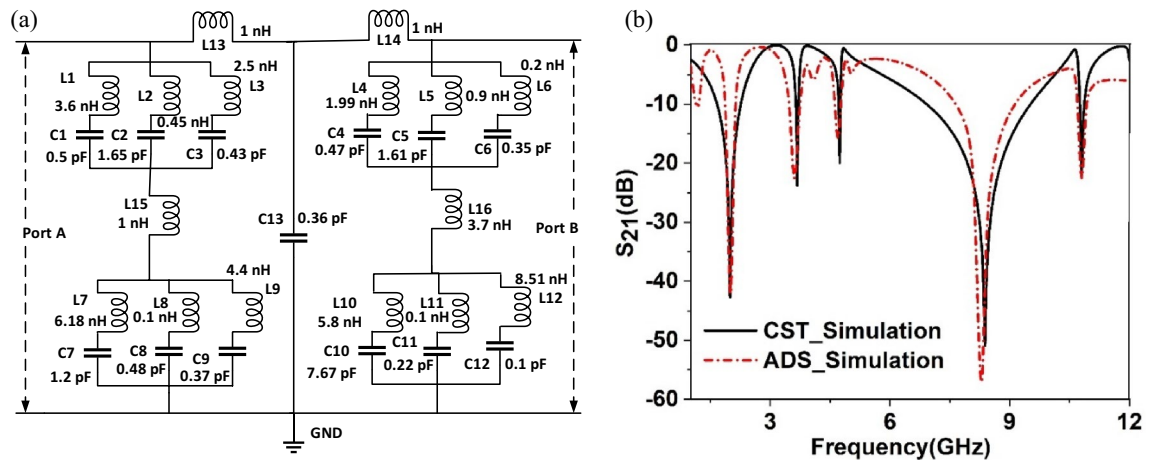 (a)
1 nH
L13
1 nH
L14
L1
3.6 nH
L2
0.45 nH
2.5 nH
L3
C1
0.5 pF
C2
1.65 pF
C3
0.43 pF
L4
1.99 nH
L5
0.9 nH
0.2 nH
L6
C4
0.47 pF
C5
1.61 pF
C6
0.35 pF
L15
1 nH
C13
0.36 pF
L16
3.7 nH
Port A
Port B
L7
6.18 nH
L8
0.1 nH
4.4 nH
L9
C7
1.2 pF
C8
0.48 pF
C9
0.37 pF
L10
5.8 nH
L11
0.1 nH
8.51 nH
L12
C10
7.67 pF
C11
0.22 pF
C12
0.1 pF
GND
(b)
0
-10
-20
-30
-40
-50
-60
S21(dB)
CST_Simulation
ADS_Simulation
3
6
9
12
Frequency(GHz)